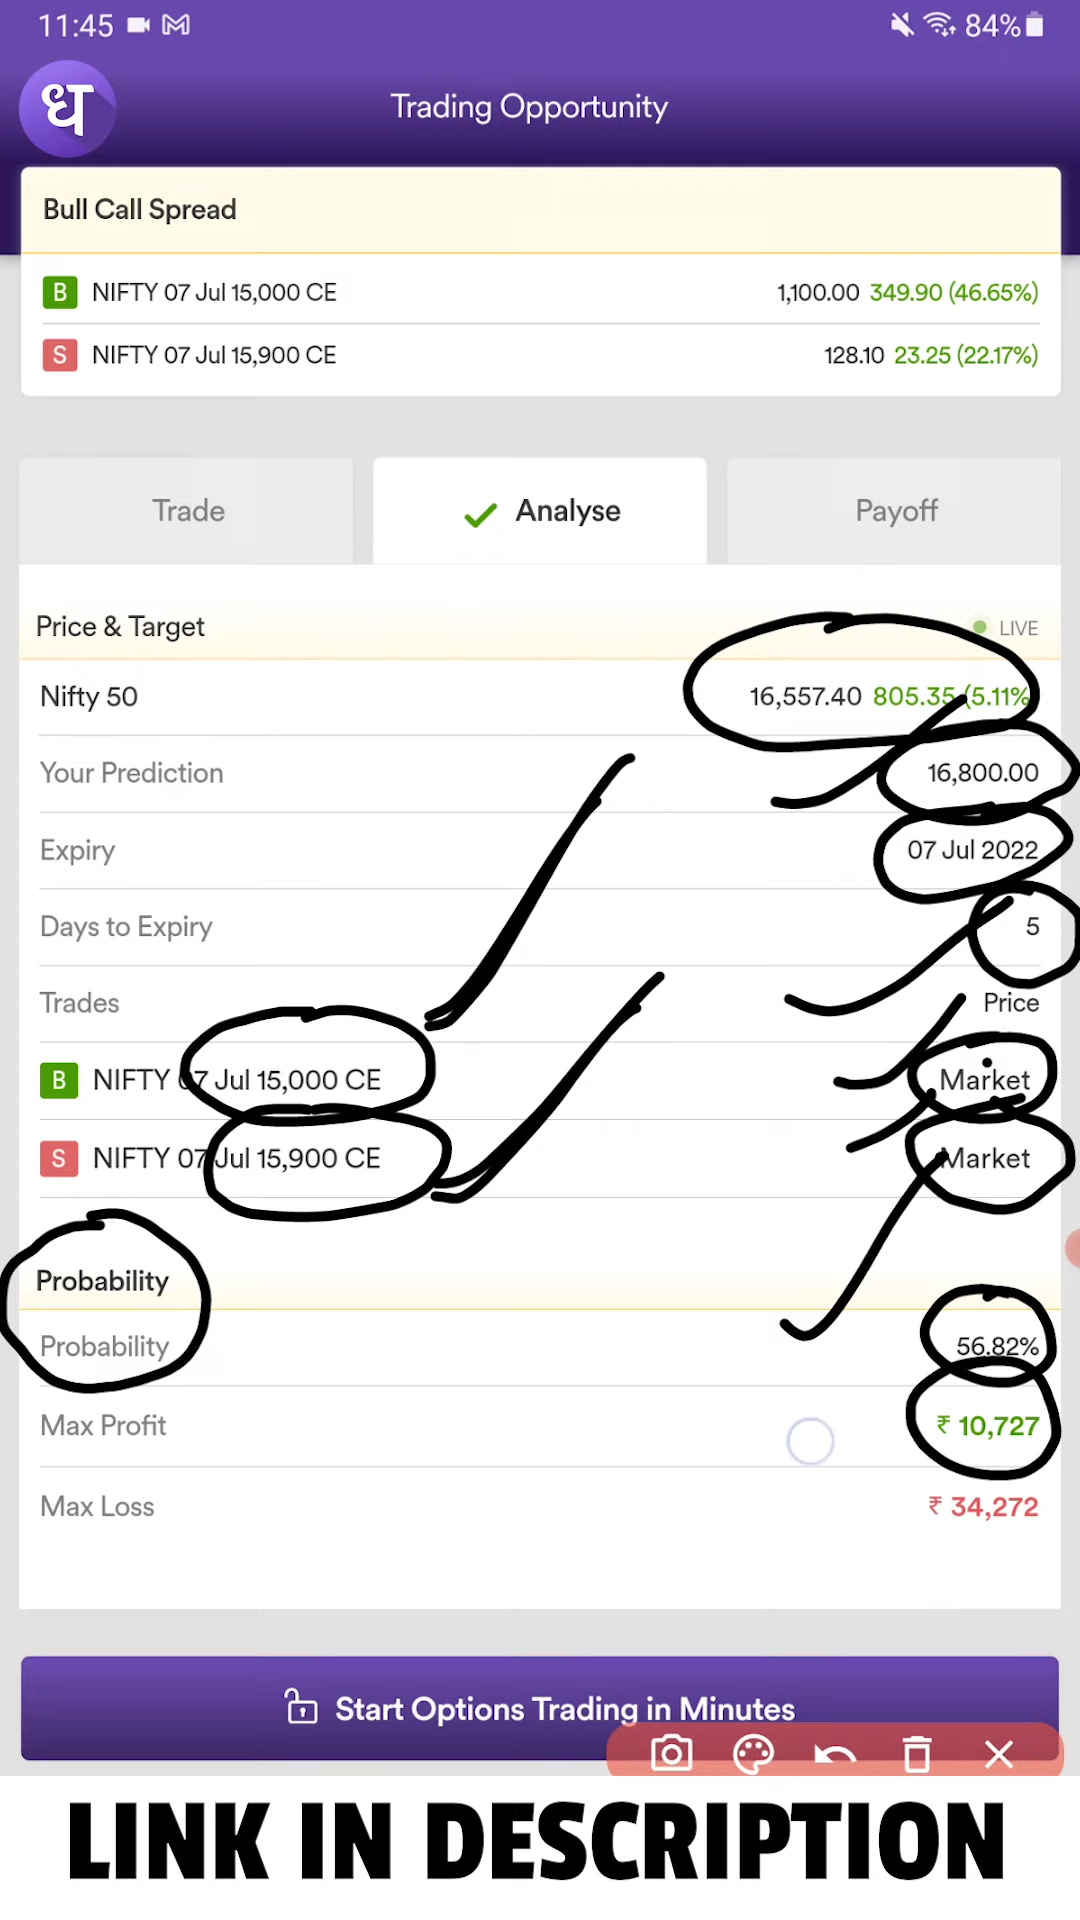 11:45 84%
ध
Trading Opportunity
Bull Call Spread
B NIFTY 07 Jul 15,000 CE 1,100.00 349.90 (46.65%)
S NIFTY 07 Jul 15,900 CE 128.10 23.25 (22.17%)
Trade Analyse Payoff
Price & Target LIVE
Nifty 50 16,557.40 805.35 (5.11%
Your Prediction 16,800.00
Expiry 07 Jul 2022
Days to Expiry 5
Trades Price
B NIFTY 07 Jul 15,000 CE Market
S NIFTY 07 Jul 15,900 CE Market
Probability
Probability 56.82%
Max Profit ₹ 10,727
Max Loss ₹ 34,272
Start Options Trading in Minutes
LINK IN DESCRIPTION